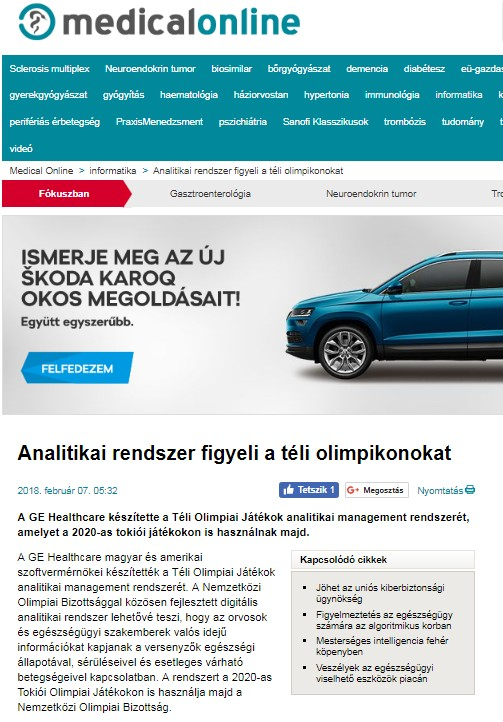 medicalonline
Sclerosis multiplex Neuroendokrin tumor biosimilar bőrgyógyászat demencia diabétesz eü-gazdas
gyerekgyógyászat gyógyítás haematológia háziorvostan hypertonia immunológia informatika
perifériás érbetegség PraxisMenedzsment pszichiátria Sanofi Klasszikusok trombózis tudomány
videó
Medical Online > informatika > Analitikai rendszer figyeli a téli olimpikonokat
Fókuszban Gasztroenterológia Neuroendokrin tumor Tro
ISMERJE MEG AZ ÚJ
ŠKODA KAROQ
OKOS MEGOLDÁSAIT!
Együtt egyszerűbb.
FELFEDEZEM
Analitikai rendszer figyeli a téli olimpikonokat
2018. február 07. 05:32 Tetszik 1 G+ Megosztás Nyomtatás
A GE Healthcare készítette a Téli Olimpiai Játékok analitikai management rendszerét,
amelyet a 2020-as tokiói játékokon is használnak majd.
A GE Healthcare magyar és amerikai
szoftvermérnökei készítették a Téli Olimpiai Játékok
analitikai management rendszerét. A Nemzetközi
Olimpiai Bizottsággal közösen fejlesztett digitális
analitikai rendszer lehetővé teszi, hogy az orvosok
és egészségügyi szakemberek valós idejű
információkat kapjanak a versenyzők egészségi
állapotával, sérüléseivel és esetleges várható
betegségeivel kapcsolatban. A rendszert a 2020-as
Tokiói Olimpiai Játékokon is használja majd a
Nemzetközi Olimpiai Bizottság.
Kapcsolódó cikkek
Jöhet az uniós kiberbiztonsági
ügynökség
Figyelmeztetés az egészségügy
számára az algoritmikus korban
Mesterséges intelligencia fehér
köpenyben
Veszélyek az egészségügyi
viselhető eszközök piacán